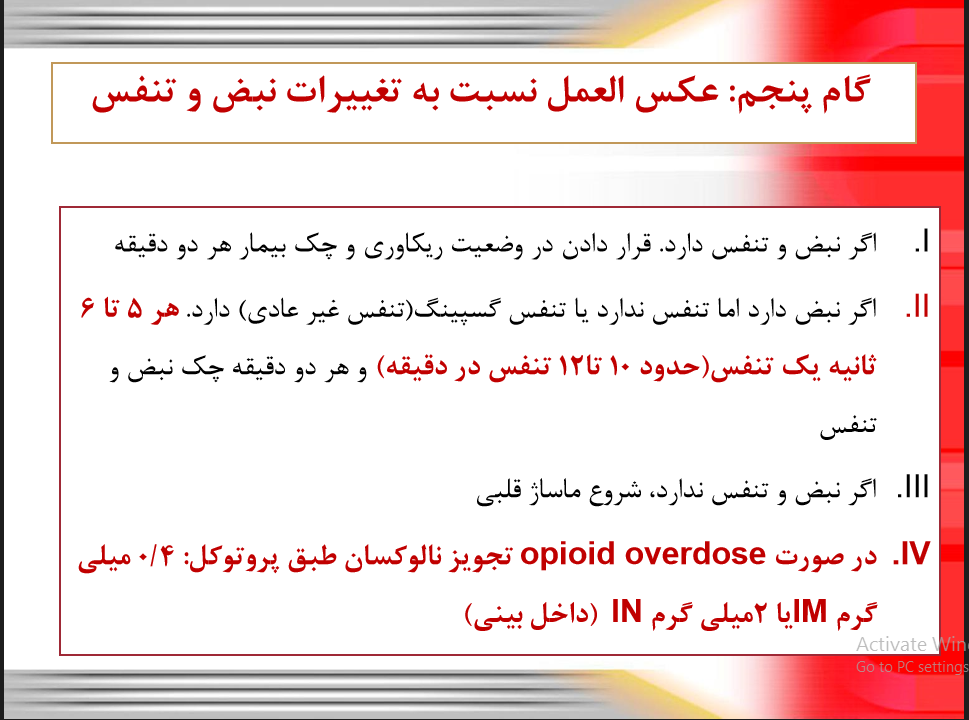 گام پنجم: عکس العمل نسبت به تغییرات نبض و تنفس
I. اگر نبض و تنفس دارد. قرار دادن در وضعیت ریکاوری و چک بیمار هر دو دقیقه
II. اگر نبض دارد اما تنفس ندارد یا تنفس گسپینگ(تنفس غیر عادی) دارد. هر ۵ تا ۶
ثانیه یک تنفس(حدود ۱۰ تا۱۲ تنفس در دقیقه) و هر دو دقیقه چک نبض و
تنفس
III. اگر نبض و تنفس ندارد، شروع ماساژ قلبی
IV. در صورت opioid overdose تجویز نالوکسان طبق پروتوکل: ۰/۴ میلی
گرم IMیا ۲میلی گرم IN (داخل بینی)
Activate Win
Go to PC settings